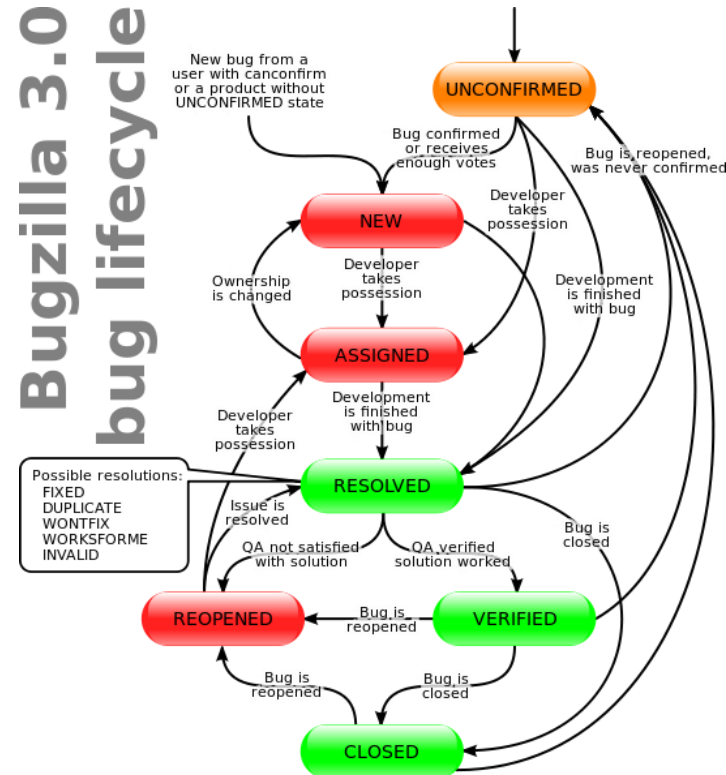 Bugzilla 3.0
bug lifecycle
New bug from a
user with canconfirm
or a product without
UNCONFIRMED state
UNCONFIRMED
Bug confirmed
or receives
enough votes
Bug is reopened,
was never confirmed
Developer
takes
possession
NEW
Developer
takes
possession
Ownership
is changed
Development
is finished
with bug
ASSIGNED
Development
is finished
with bug
Developer
takes
possession
Possible resolutions:
FIXED
DUPLICATE
WONTFIX
WORKSFORME
INVALID
RESOLVED
Issue is
resolved
Bug is
closed
QA not satisfied
with solution
QA verified
solution worked
REOPENED
Bug is
reopened
VERIFIED
Bug is
reopened
Bug is
closed
CLOSED